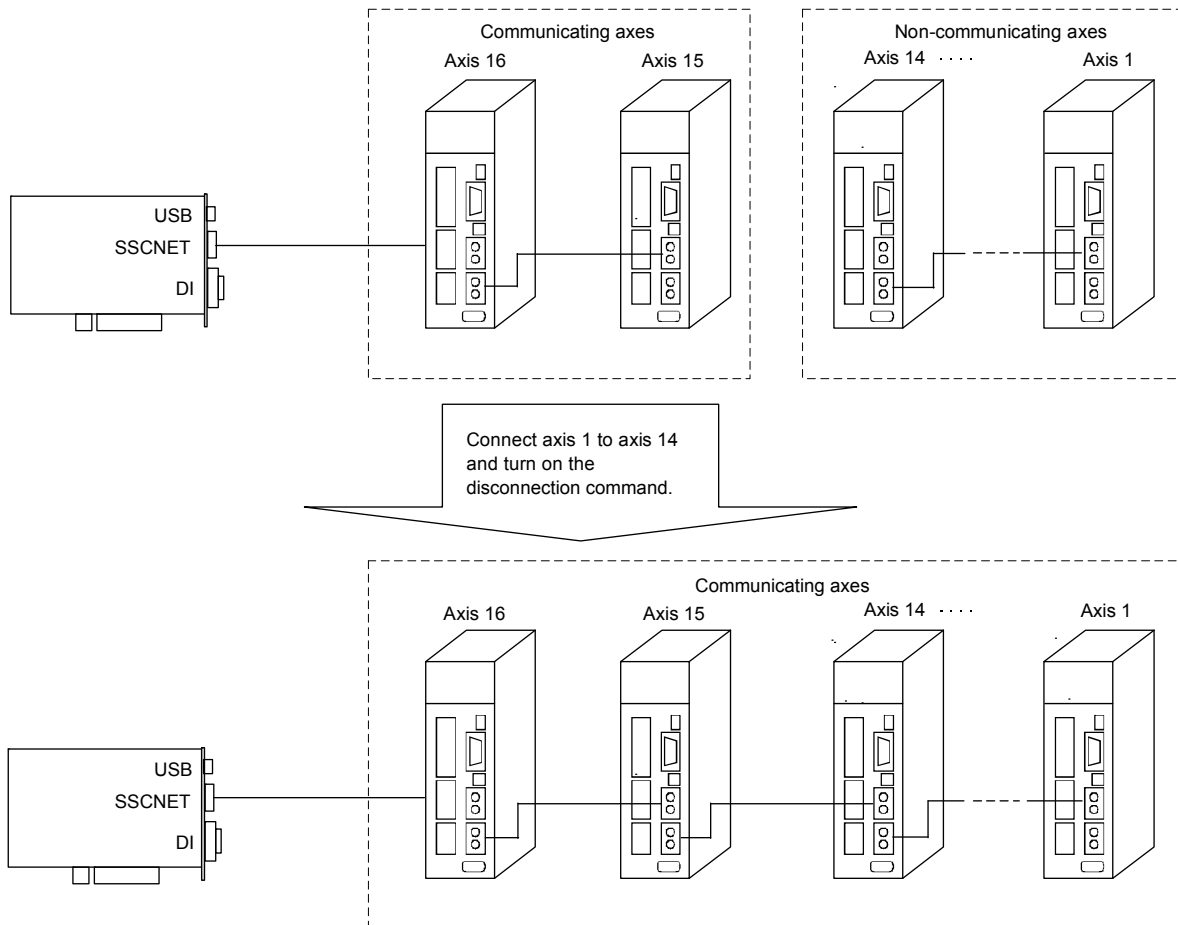 Communicating axes
Non-communicating axes
Axis 16
Axis 15
Axis 14 ····
Axis 1
USB
SSCNET
DI
Connect axis 1 to axis 14
and turn on the
disconnection command.
Communicating axes
Axis 16
Axis 15
Axis 14 ····
Axis 1
USB
SSCNET
DI